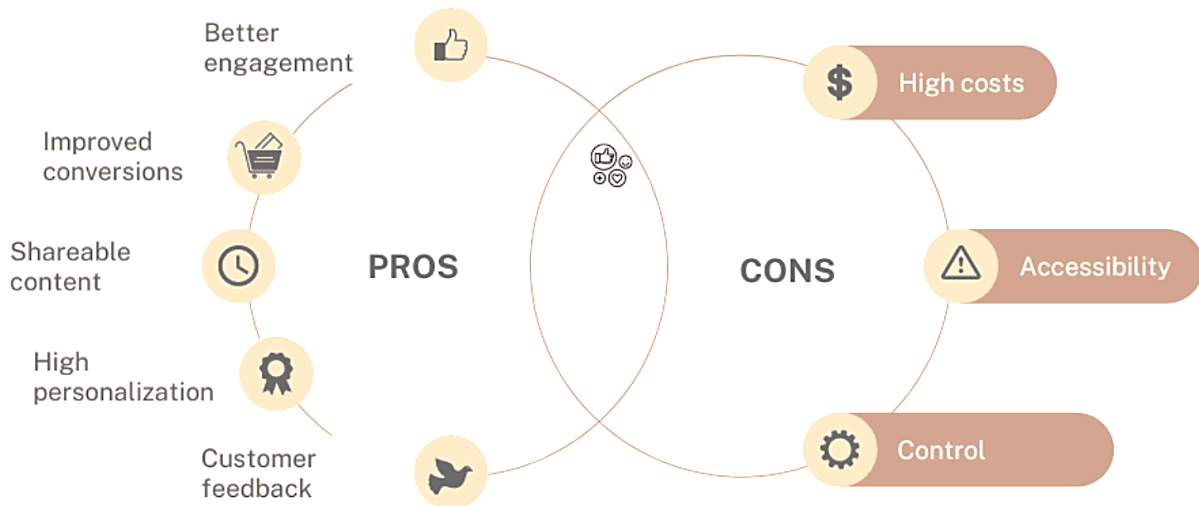 Better
engagement
Improved
conversions
Shareable
content
High
personalization
Customer
feedback
PROS
CONS
$
High costs
Accessibility
Control